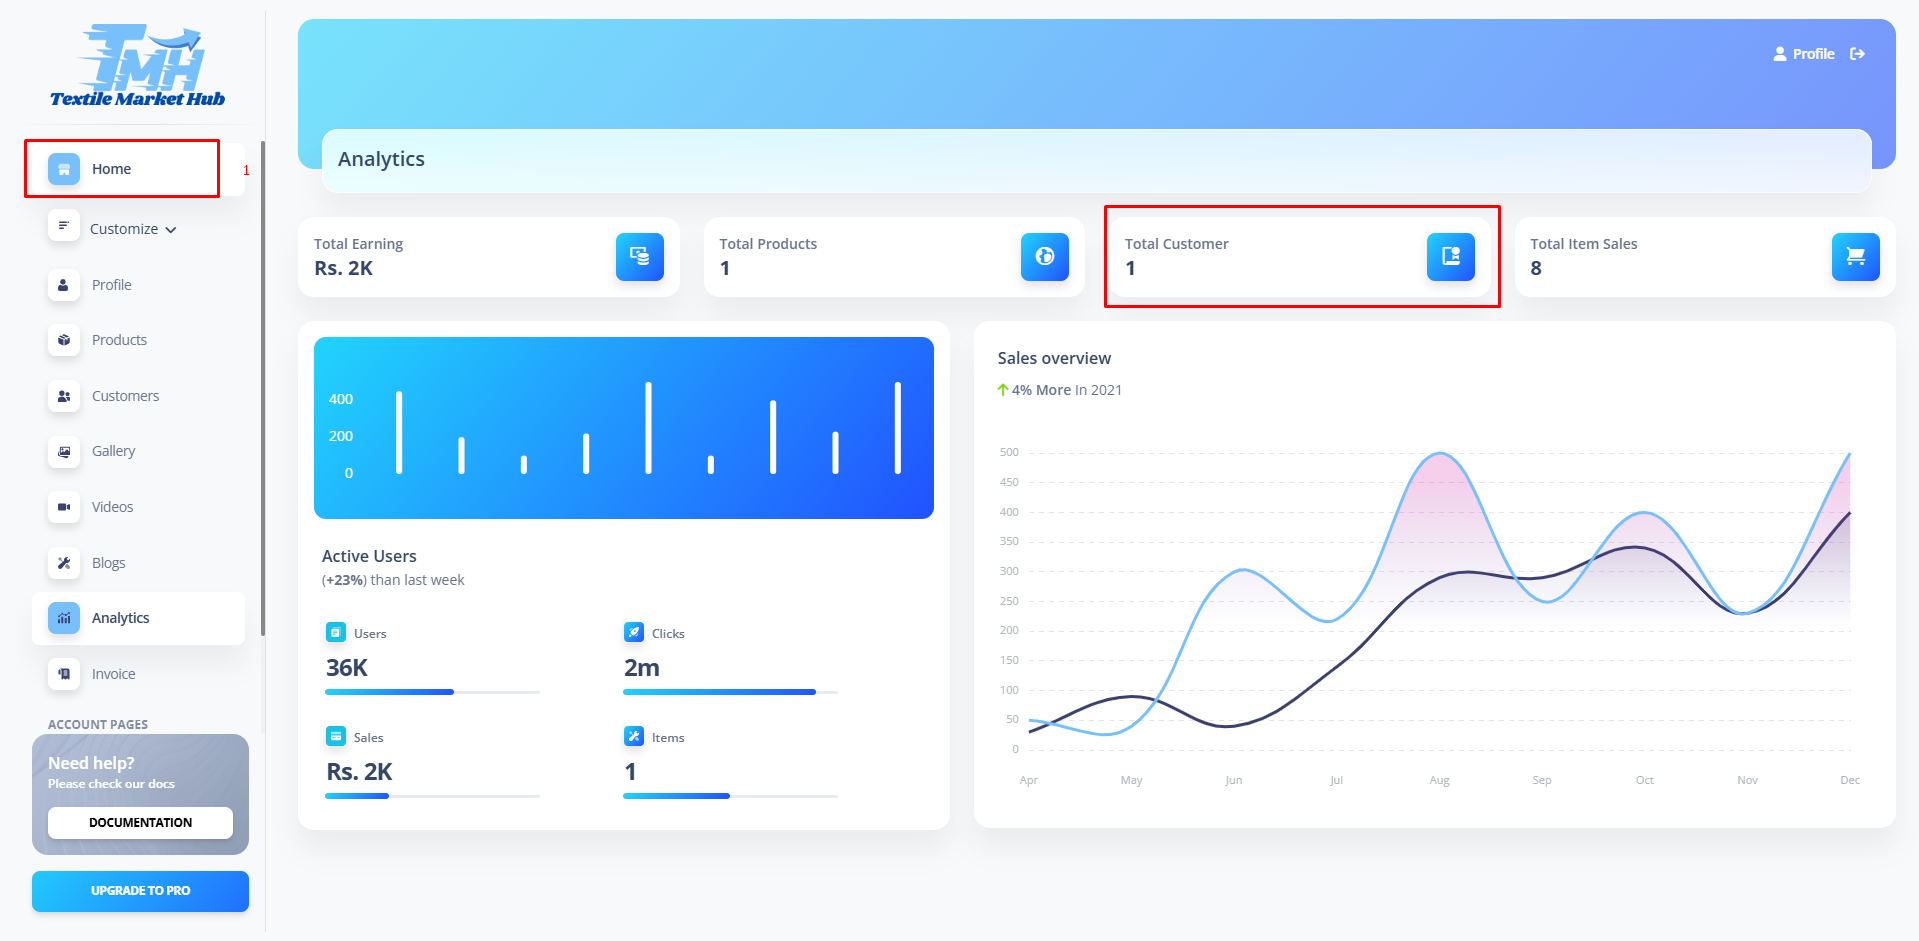 TMH
Textile Market Hub
Home
1
Customize
Profile
Products
Customers
Gallery
Videos
Blogs
Analytics
Invoice
ACCOUNT PAGES
Need help?
Please check our docs
DOCUMENTATION
UPGRADE TO PRO
Profile
Analytics
Total Earning
Rs. 2K
Total Products
1
Total Customer
1
Total Item Sales
8
400
200
0
Active Users
(+23%) than last week
Users
36K
Clicks
2m
Sales
Rs. 2K
Items
1
Sales overview
4% More In 2021
500
450
400
350
300
250
200
150
100
50
0
Apr May Jun Jul Aug Sep Oct Nov Dec